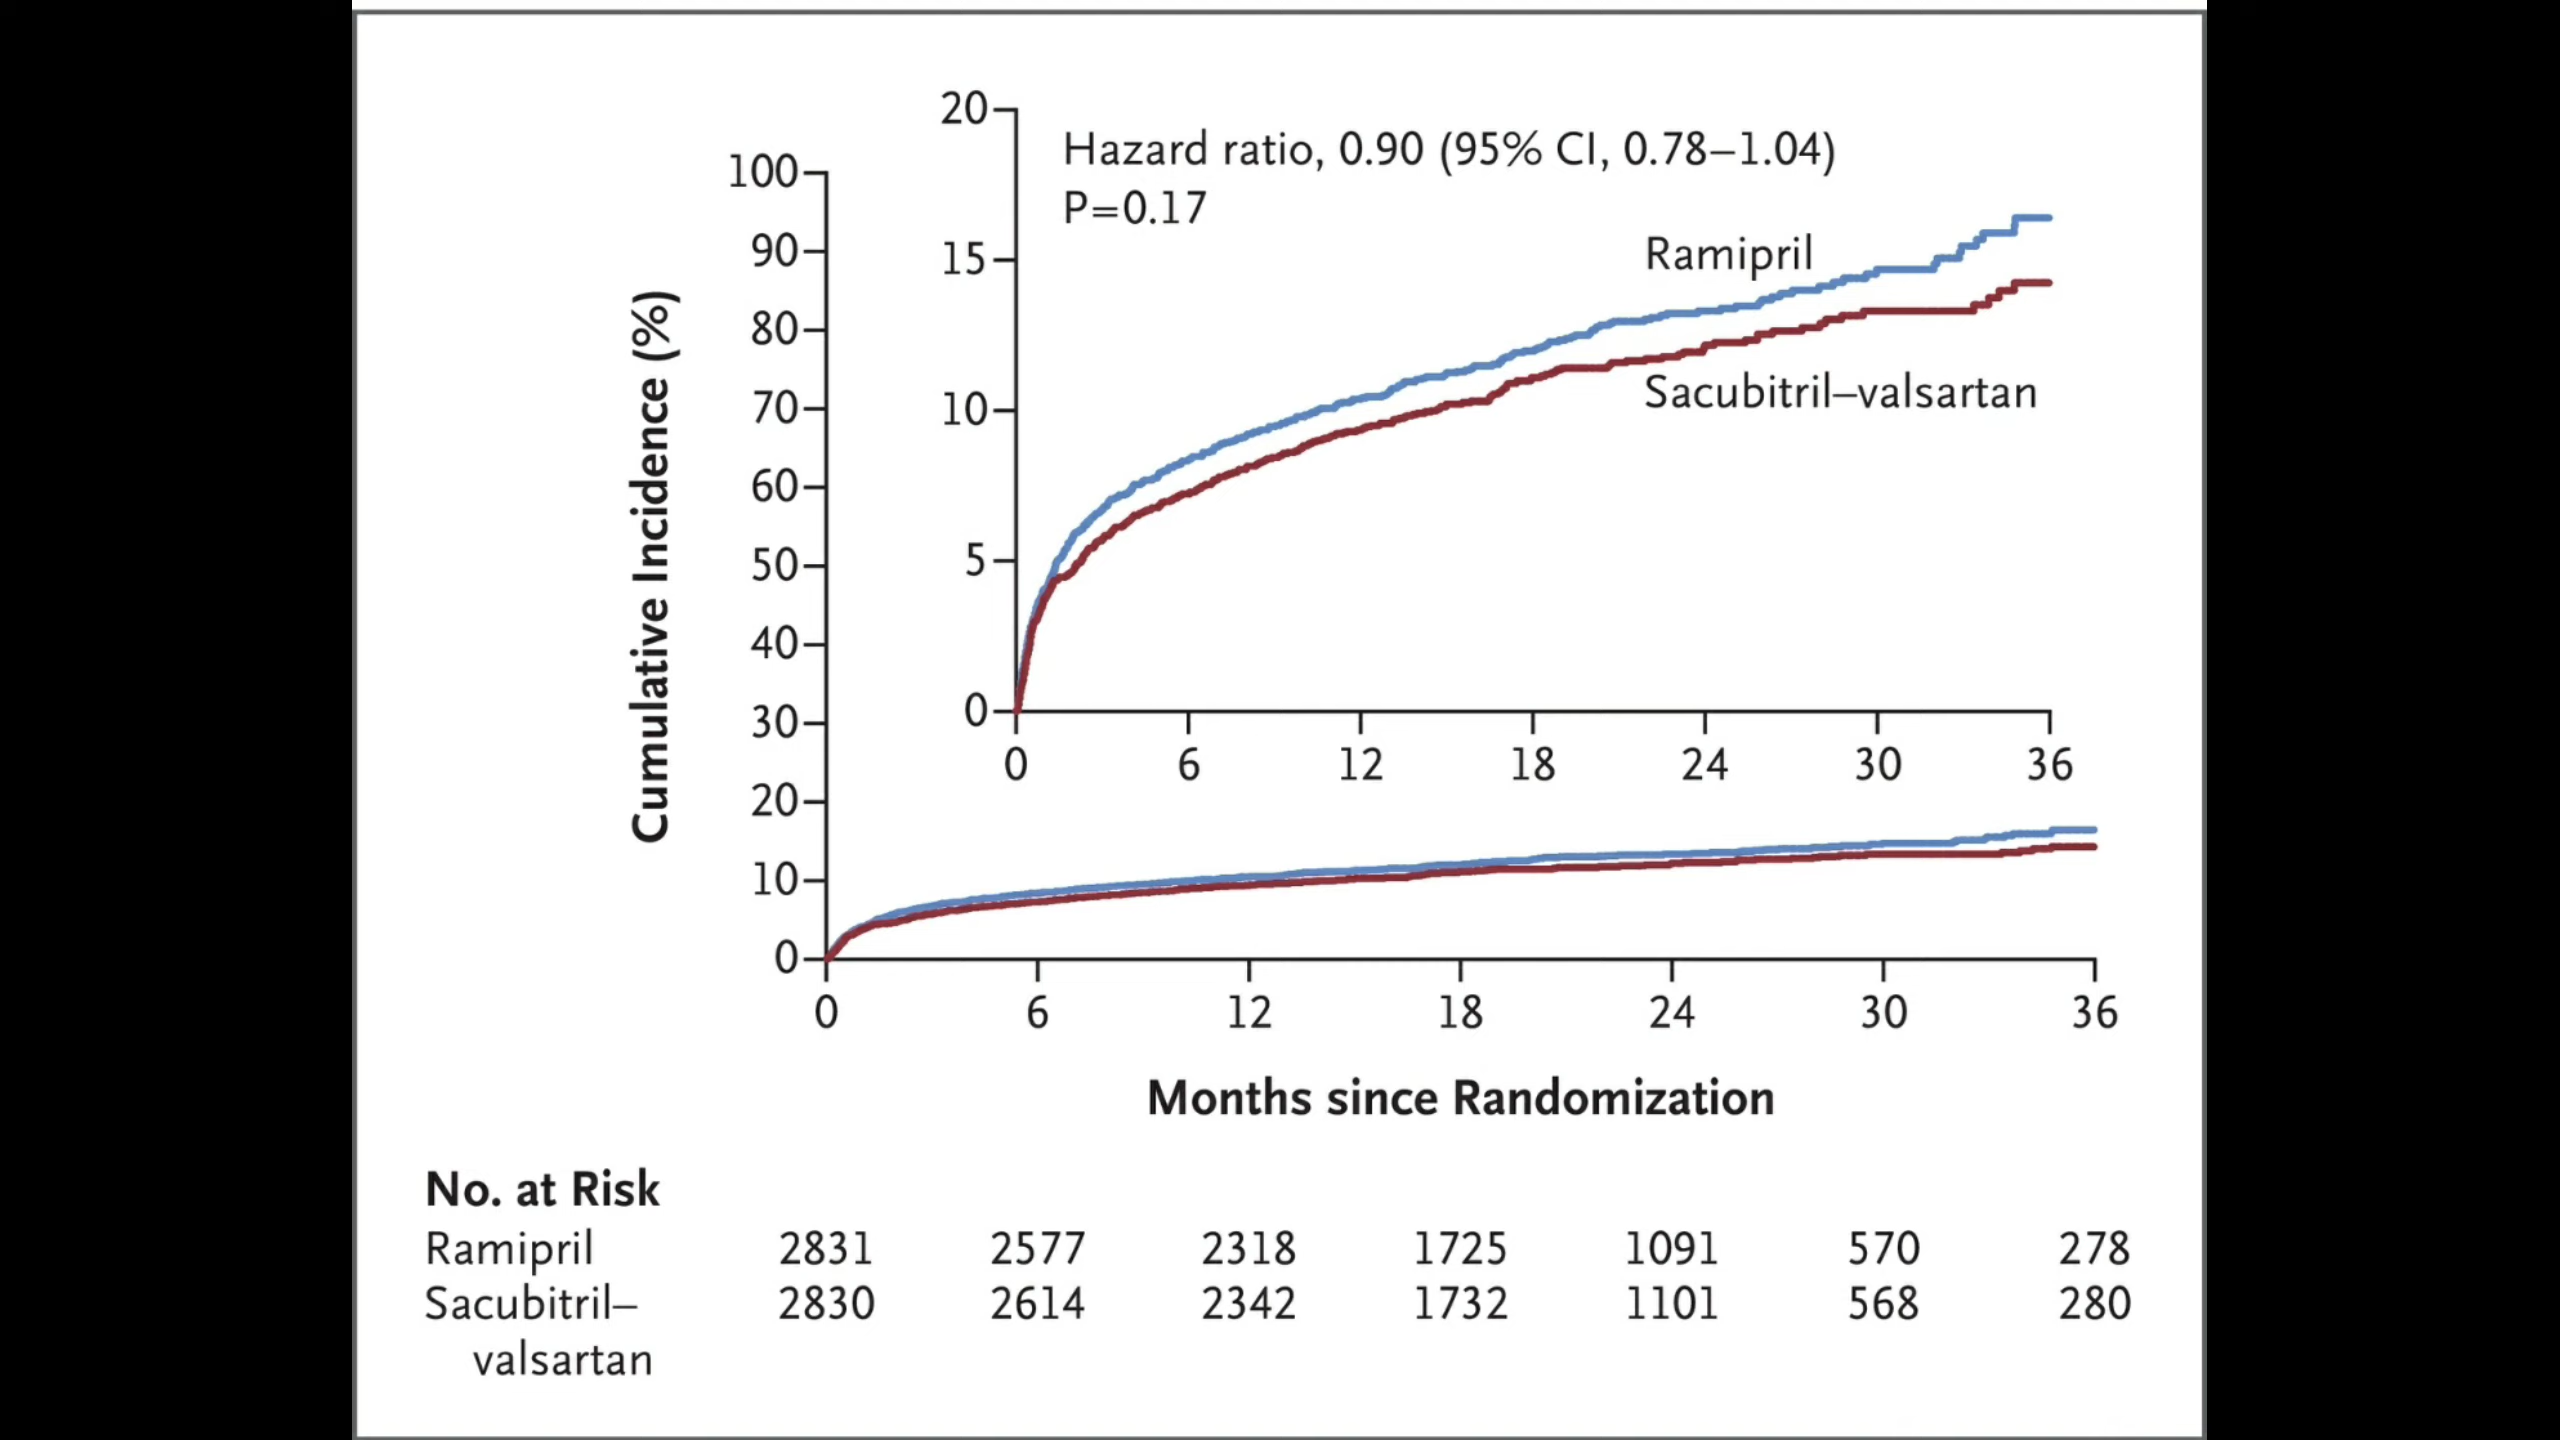 20
Hazard ratio, 0.90 (95% CI, 0.78–1.04)
P=0.17
15
Ramipril
10
Sacubitril–valsartan
5
0
0 6 12 18 24 30 36
Cumulative Incidence (%)
100
90
80
70
60
50
40
30
20
10
0
0 6 12 18 24 30 36
Months since Randomization
No. at Risk
Ramipril 2831 2577 2318 1725 1091 570 278
Sacubitril– 2830 2614 2342 1732 1101 568 280
valsartan